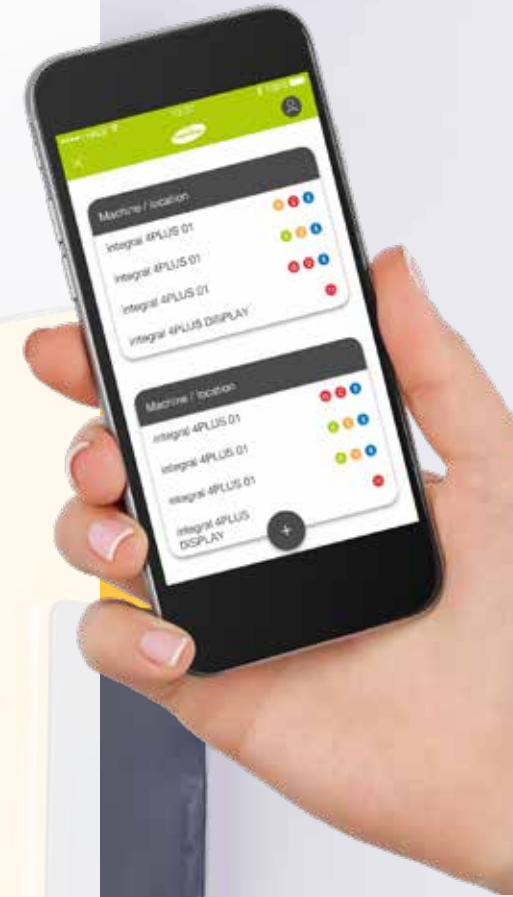 100%
Machine / location
integral 4PLUS 01
integral 4PLUS 01
integral 4PLUS 01
integral 4PLUS DISPLAY
Machine / location
integral 4PLUS 01
integral 4PLUS 01
integral 4PLUS 01
integral 4PLUS
DISPLAY
+